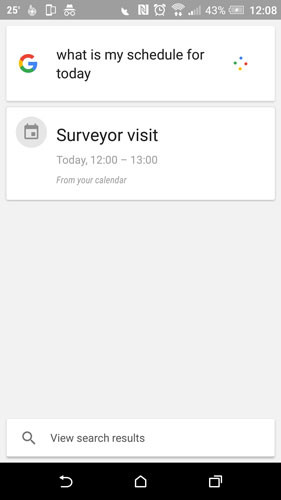 25° 43% 12:08
what is my schedule for
today
Surveyor visit
Today, 12:00 – 13:00
From your calendar
View search results